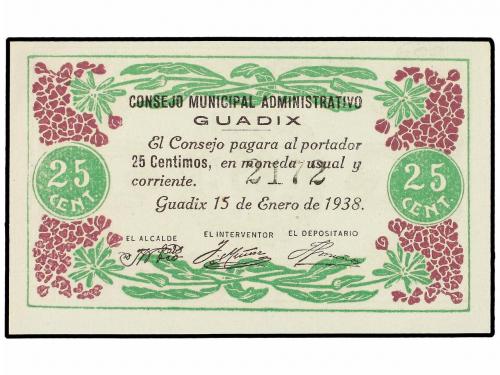 CONSEJO MUNICIPAL ADMINISTRATIVO
GUADIX
El Consejo pagara al portador
25 Centimos, en moneda usual y
corriente.
2172
Guadix 15 de Enero de 1938.
25
CENT.
25
CENT.
EL ALCALDE
EL INTERVENTOR
EL DEPOSITARIO